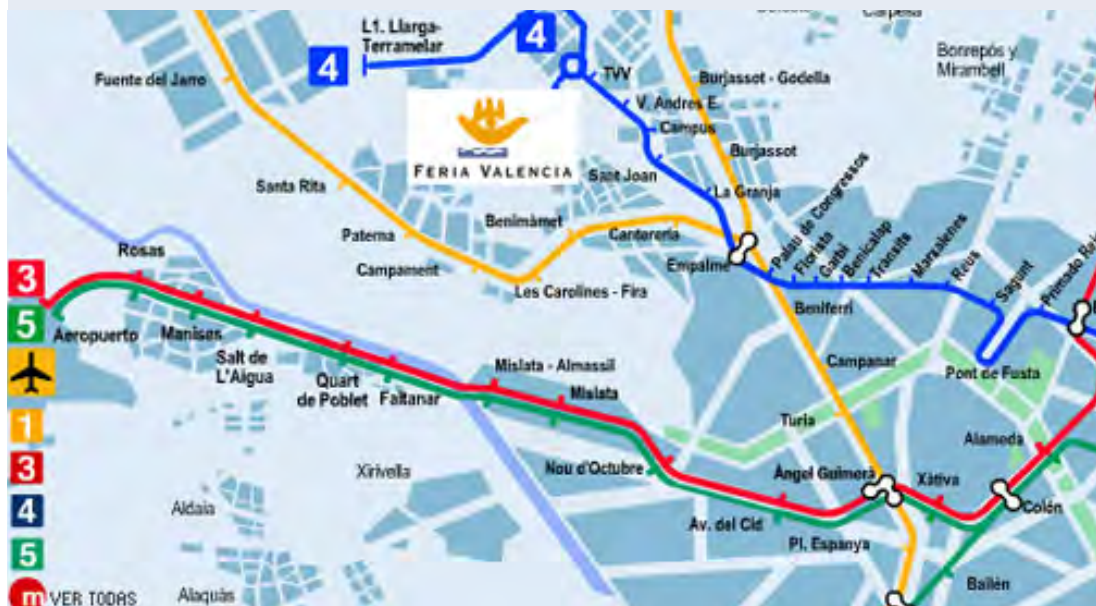 L1. Llarga-
Terramelar
4
4
Fuente del Jarro
TVV
Burjassot - Godella
Borrepós y
Mirambell
V. Andres E.
Campus
FERIA VALENCIA
Burjassot
Sant Joan
Santa Rita
La Granja
Benimàmet
Paterna
Cantereria
Campament
Empalme
Palau de Congressos
Florista
Garbí
Benicalap
Transits
Marxalenes
Reus
Sagunt
Primado Rei
Les Carolines - Fira
Beniferri
Rosas
3
5
Aeropuerto
Manises
Salt de
L'Aigua
Quart
de Poblet
Faitanar
Mislata - Almassil
Mislata
Campanar
Pont de Fusta
Turia
Alameda
1
3
4
5
Xirivella
Nou d'Octubre
Àngel Guimerà
Xàtiva
Colón
Aldaia
Av. del Cid
Pl. Espanya
Bailén
Alaquàs
m VER TODAS